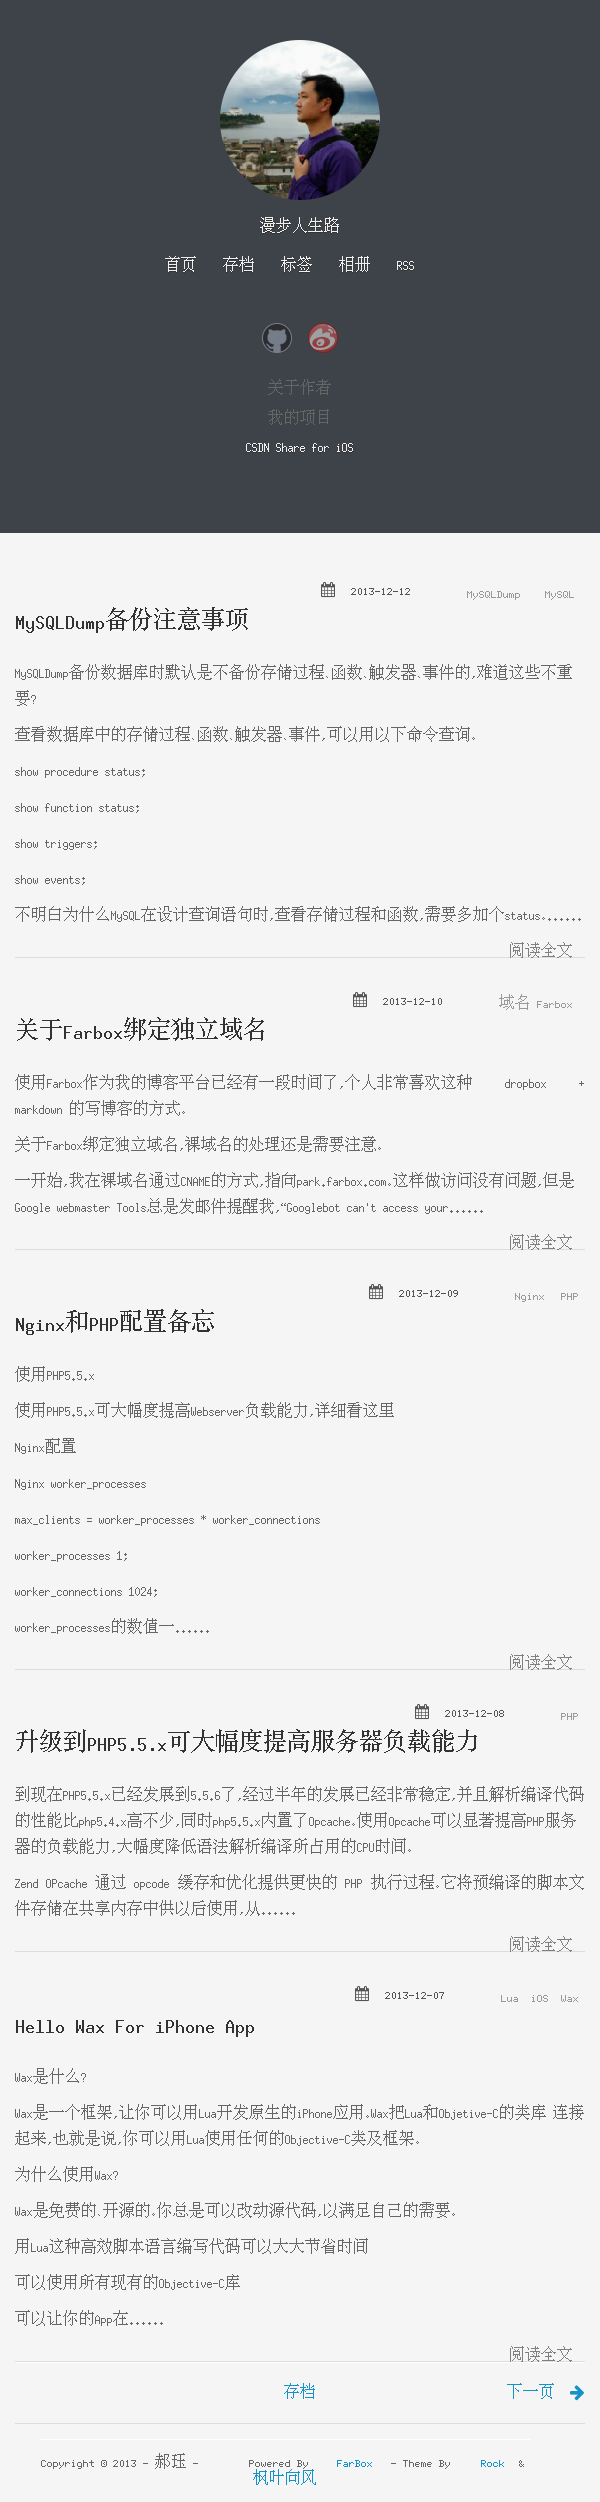 漫步人生路
首页 存档 标签 相册 RSS
关于作者
我的项目
CSDN Share for iOS
2013-12-12 MySQLDump MySQL
MySQLDump备份注意事项
MySQLDump备份数据库时默认是不备份存储过程、函数、触发器、事件的,难道这些不重
要?
查看数据库中的存储过程、函数、触发器、事件,可以用以下命令查询。
show procedure status;
show function status;
show triggers;
show events;
不明白为什么MySQL在设计查询语句时,查看存储过程和函数,需要多加个status。......
阅读全文
2013-12-10 域名 Farbox
关于Farbox绑定独立域名
使用Farbox作为我的博客平台已经有一段时间了,个人非常喜欢这种 dropbox +
markdown 的写博客的方式。
关于Farbox绑定独立域名,裸域名的处理还是需要注意。
一开始,我在裸域名通过CNAME的方式,指向park.farbox.com。这样做访问没有问题,但是
Google webmaster Tools总是发邮件提醒我,“Googlebot can't access your......
阅读全文
2013-12-09 Nginx PHP
Nginx和PHP配置备忘
使用PHP5.5.x
使用PHP5.5.x可大幅度提高Webserver负载能力,详细看这里
Nginx配置
Nginx worker_processes
max_clients = worker_processes * worker_connections
worker_processes 1;
worker_connections 1024;
worker_processes的数值一......
阅读全文
2013-12-08 PHP
升级到PHP5.5.x可大幅度提高服务器负载能力
到现在PHP5.5.x已经发展到5.5.6了,经过半年的发展已经非常稳定,并且解析编译代码
的性能比php5.4.x高不少,同时php5.5.x内置了Opcache。使用Opcache可以显著提高PHP服务
器的负载能力,大幅度降低语法解析编译所占用的CPU时间。
Zend OPcache 通过 opcode 缓存和优化提供更快的 PHP 执行过程。它将预编译的脚本文
件存储在共享内存中供以后使用,从......
阅读全文
2013-12-07 Lua iOS Wax
Hello Wax For iPhone App
Wax是什么?
Wax是一个框架,让你可以用Lua开发原生的iPhone应用。Wax把Lua和Objetive-C的类库 连接
起来,也就是说,你可以用Lua使用任何的Objective-C类及框架。
为什么使用Wax?
Wax是免费的、开源的。你总是可以改动源代码,以满足自己的需要。
用Lua这种高效脚本语言编写代码可以大大节省时间
可以使用所有现有的Objective-C库
可以让你的App在......
阅读全文
存档 下一页
Copyright © 2013 - 郝珏 - Powered By FarBox - Theme By Rock &
枫叶向风